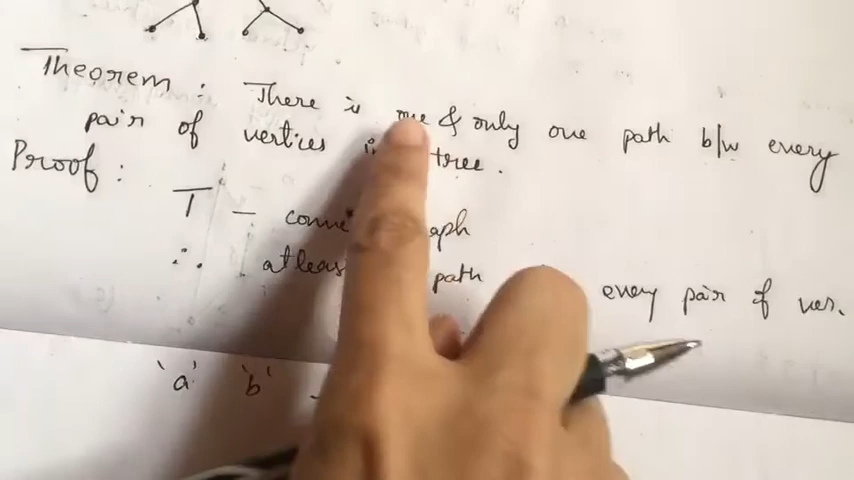 Theorem : There is one & only one path b/w every
pair of vertices in tree.
Proof :
T - conne aph
∴ atleas path every pair of ver.
'a' 'b'